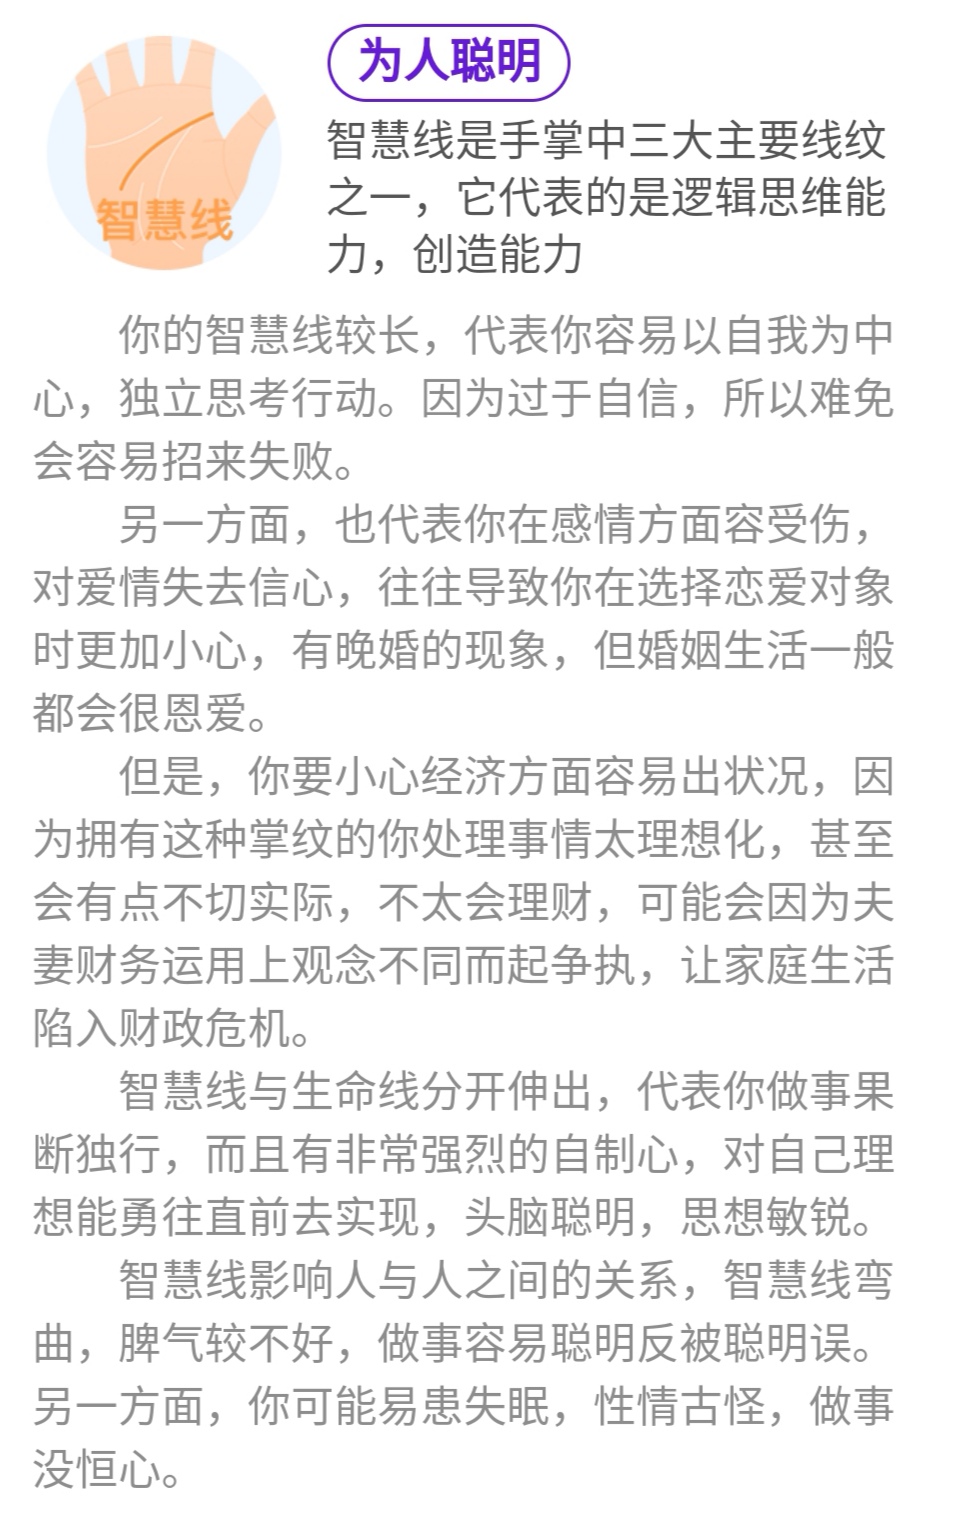 为人聪明
智慧线是手掌中三大主要线纹
之一，它代表的是逻辑思维能
力，创造能力
智慧线
你的智慧线较长，代表你容易以自我为中
心，独立思考行动。因为过于自信，所以难免
会容易招来失败。
另一方面，也代表你在感情方面容受伤，
对爱情失去信心，往往导致你在选择恋爱对象
时更加小心，有晚婚的现象，但婚姻生活一般
都会很恩爱。
但是，你要小心经济方面容易出状况，因
为拥有这种掌纹的你处理事情太理想化，甚至
会有点不切实际，不太会理财，可能会因为夫
妻财务运用上观念不同而起争执，让家庭生活
陷入财政危机。
智慧线与生命线分开伸出，代表你做事果
断独行，而且有非常强烈的自制心，对自己理
想能勇往直前去实现，头脑聪明，思想敏锐。
智慧线影响人与人之间的关系，智慧线弯
曲，脾气较不好，做事容易聪明反被聪明误。
另一方面，你可能易患失眠，性情古怪，做事
没恒心。